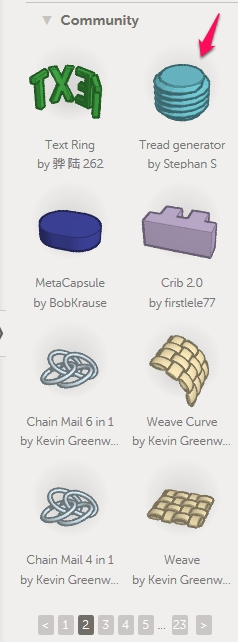 Community
TEXT
Text Ring
by 骅 陆 262
Tread generator
by Stephan S
MetaCapsule
by BobKrause
Crib 2.0
by firstlele77
Chain Mail 6 in 1
by Kevin Greenw...
Weave Curve
by Kevin Greenw...
Chain Mail 4 in 1
by Kevin Greenw...
Weave
by Kevin Greenw...
< 1 2 3 4 5 ... 23 >